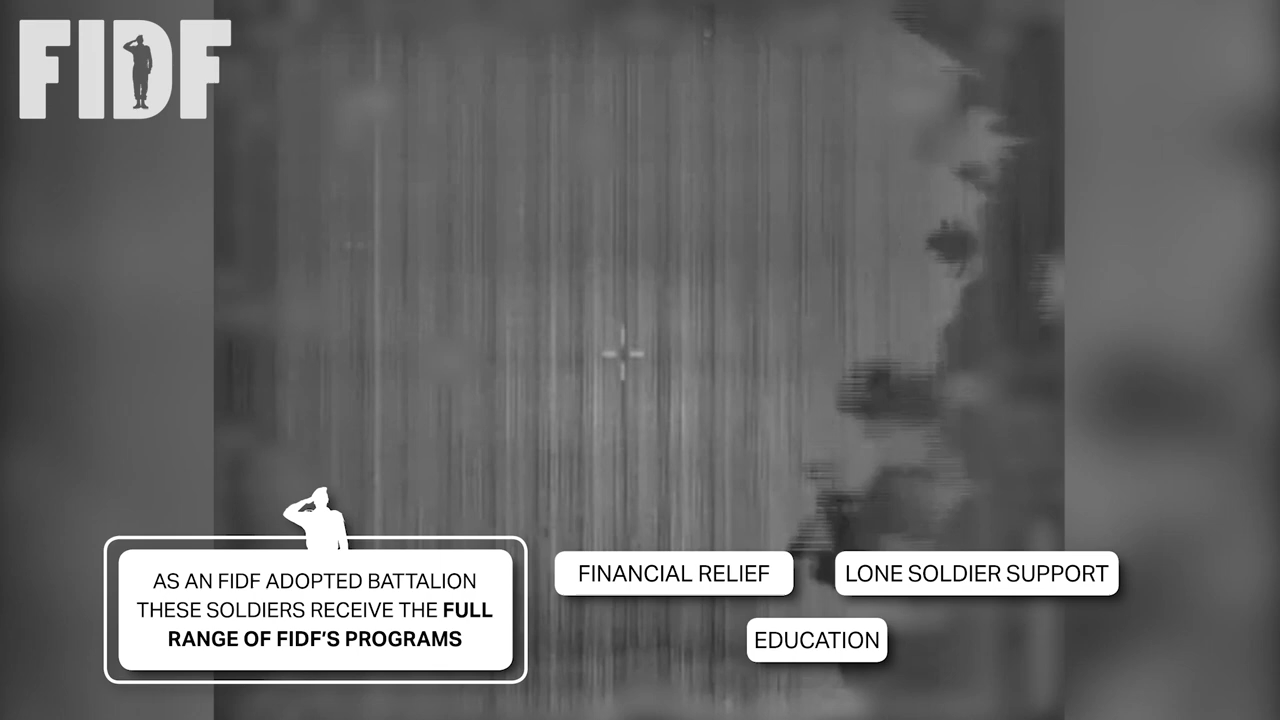 FIDF
AS AN FIDF ADOPTED BATTALION
THESE SOLDIERS RECEIVE THE FULL
RANGE OF FIDF'S PROGRAMS
FINANCIAL RELIEF
LONE SOLDIER SUPPORT
EDUCATION